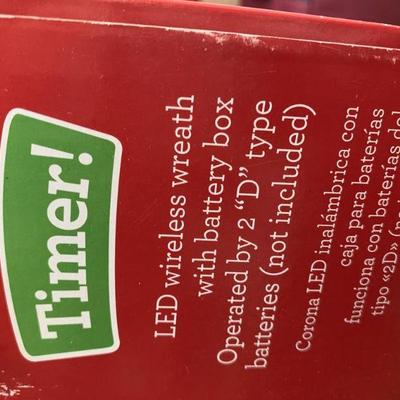 Timer!
LED wireless wreath
with battery box
Operated by 2 “D” type
batteries (not included)
Corona LED inalámbrica con
caja para baterías
funciona con baterías del
tipo «2D»